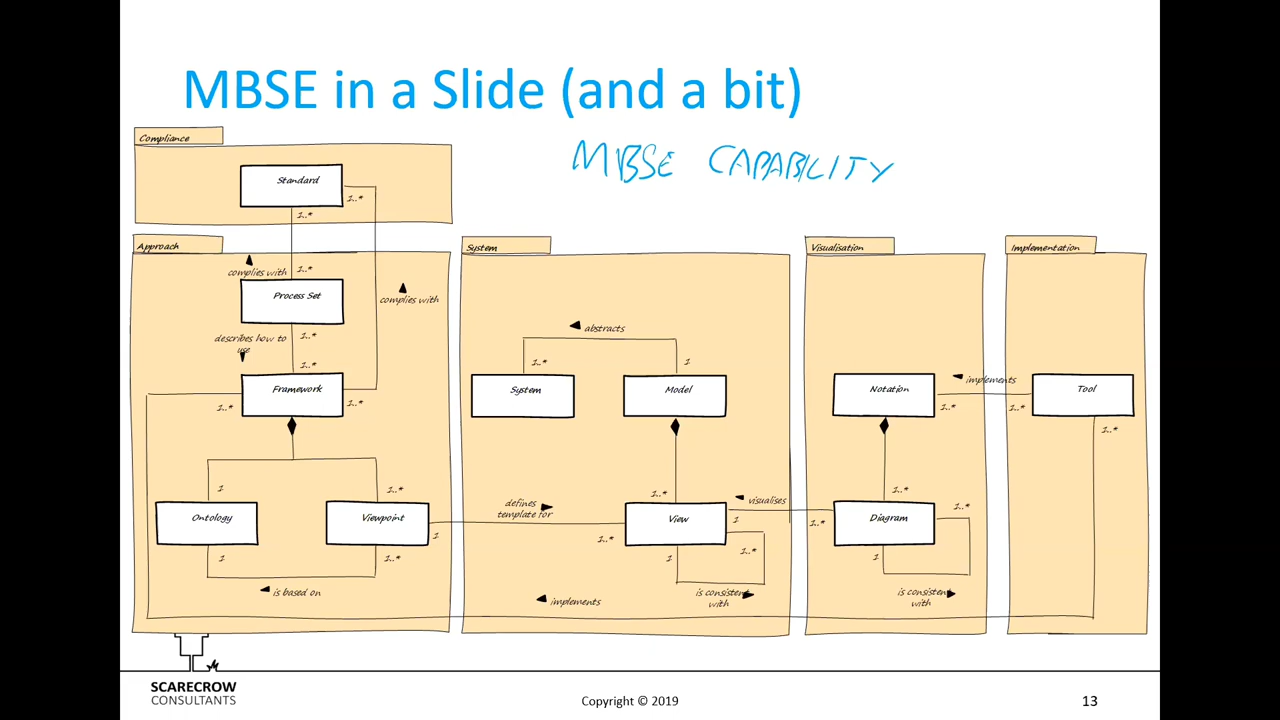 MBSE in a Slide (and a bit)
MBSE CAPABILITY
Compliance
Standard
1..*
1..*
Approach
complies with
1..*
Process Set
complies with
describes how to
use
1..*
1..*
Framework
1..*
1..*
1
1..*
Ontology
Viewpoint
1
1
1..*
is based on
System
abstracts
1..*
1
System
Model
defines
template for
1..*
visualises
View
1
1..*
1
1..*
is consistent
with
implements
Visualisation
implements
Notation
1..*
1..*
1..*
Diagram
1..*
1
is consistent
with
Implementation
Tool
1..*
1..*
SCARECROW
CONSULTANTS
Copyright © 2019
13